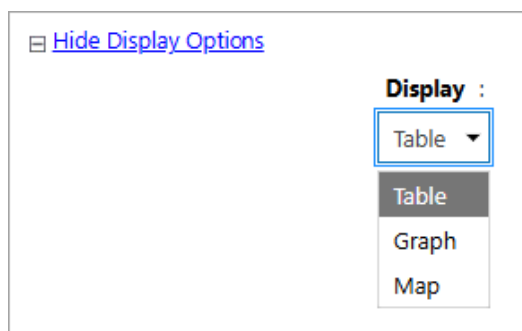 Hide Display Options
Display :
Table
Table
Graph
Map